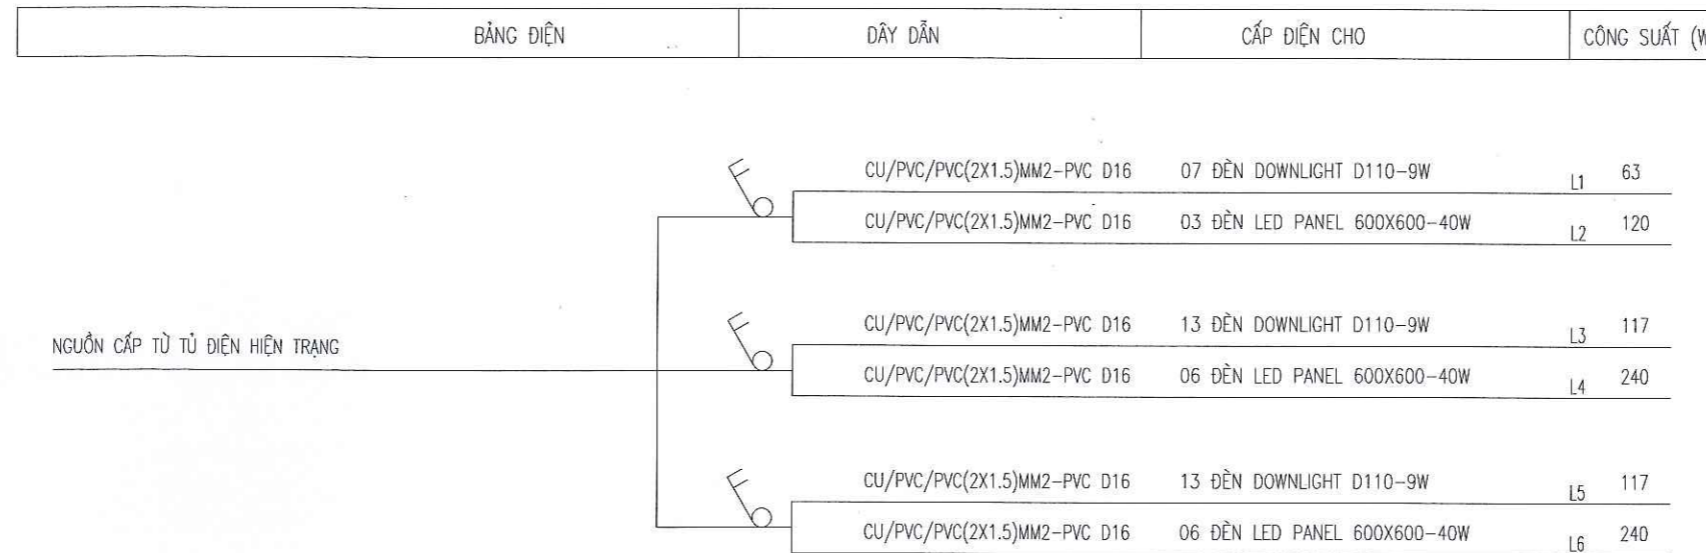 BẢNG ĐIỆN DÂY DẪN CẤP ĐIỆN CHO CÔNG SUẤT (W
CU/PVC/PVC(2X1.5)MM2-PVC D16 07 ĐÈN DOWNLIGHT D110-9W L1 63
CU/PVC/PVC(2X1.5)MM2-PVC D16 03 ĐÈN LED PANEL 600X600-40W L2 120
CU/PVC/PVC(2X1.5)MM2-PVC D16 13 ĐÈN DOWNLIGHT D110-9W L3 117
NGUỒN CẤP TỪ TỦ ĐIỆN HIỆN TRẠNG
CU/PVC/PVC(2X1.5)MM2-PVC D16 06 ĐÈN LED PANEL 600X600-40W L4 240
CU/PVC/PVC(2X1.5)MM2-PVC D16 13 ĐÈN DOWNLIGHT D110-9W L5 117
CU/PVC/PVC(2X1.5)MM2-PVC D16 06 ĐÈN LED PANEL 600X600-40W L6 240